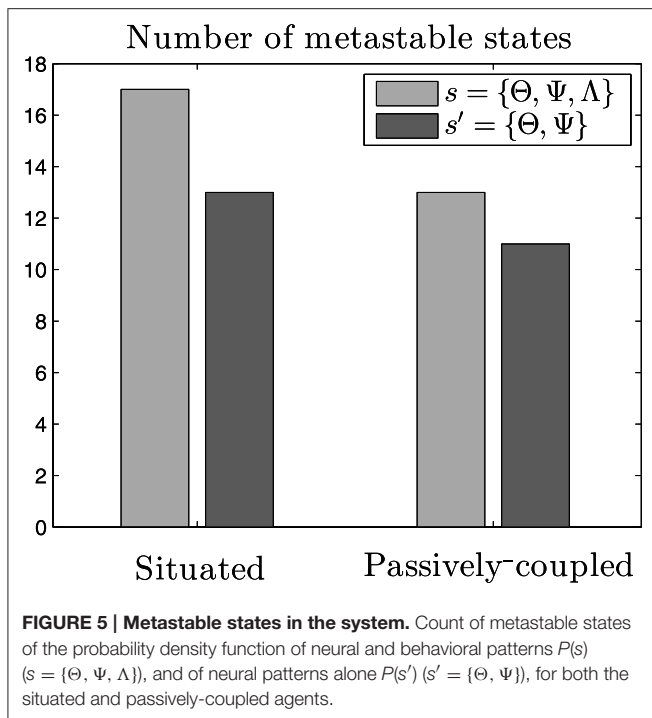 Number of metastable states
18
16
14
12
10
8
6
4
2
0
s = {Θ, Ψ, Λ}
s′ = {Θ, Ψ}
Situated
Passively-coupled
FIGURE 5 | Metastable states in the system. Count of metastable states
of the probability density function of neural and behavioral patterns P(s)
(s = {Θ, Ψ, Λ}), and of neural patterns alone P(s′) (s′ = {Θ, Ψ}), for both the
situated and passively-coupled agents.